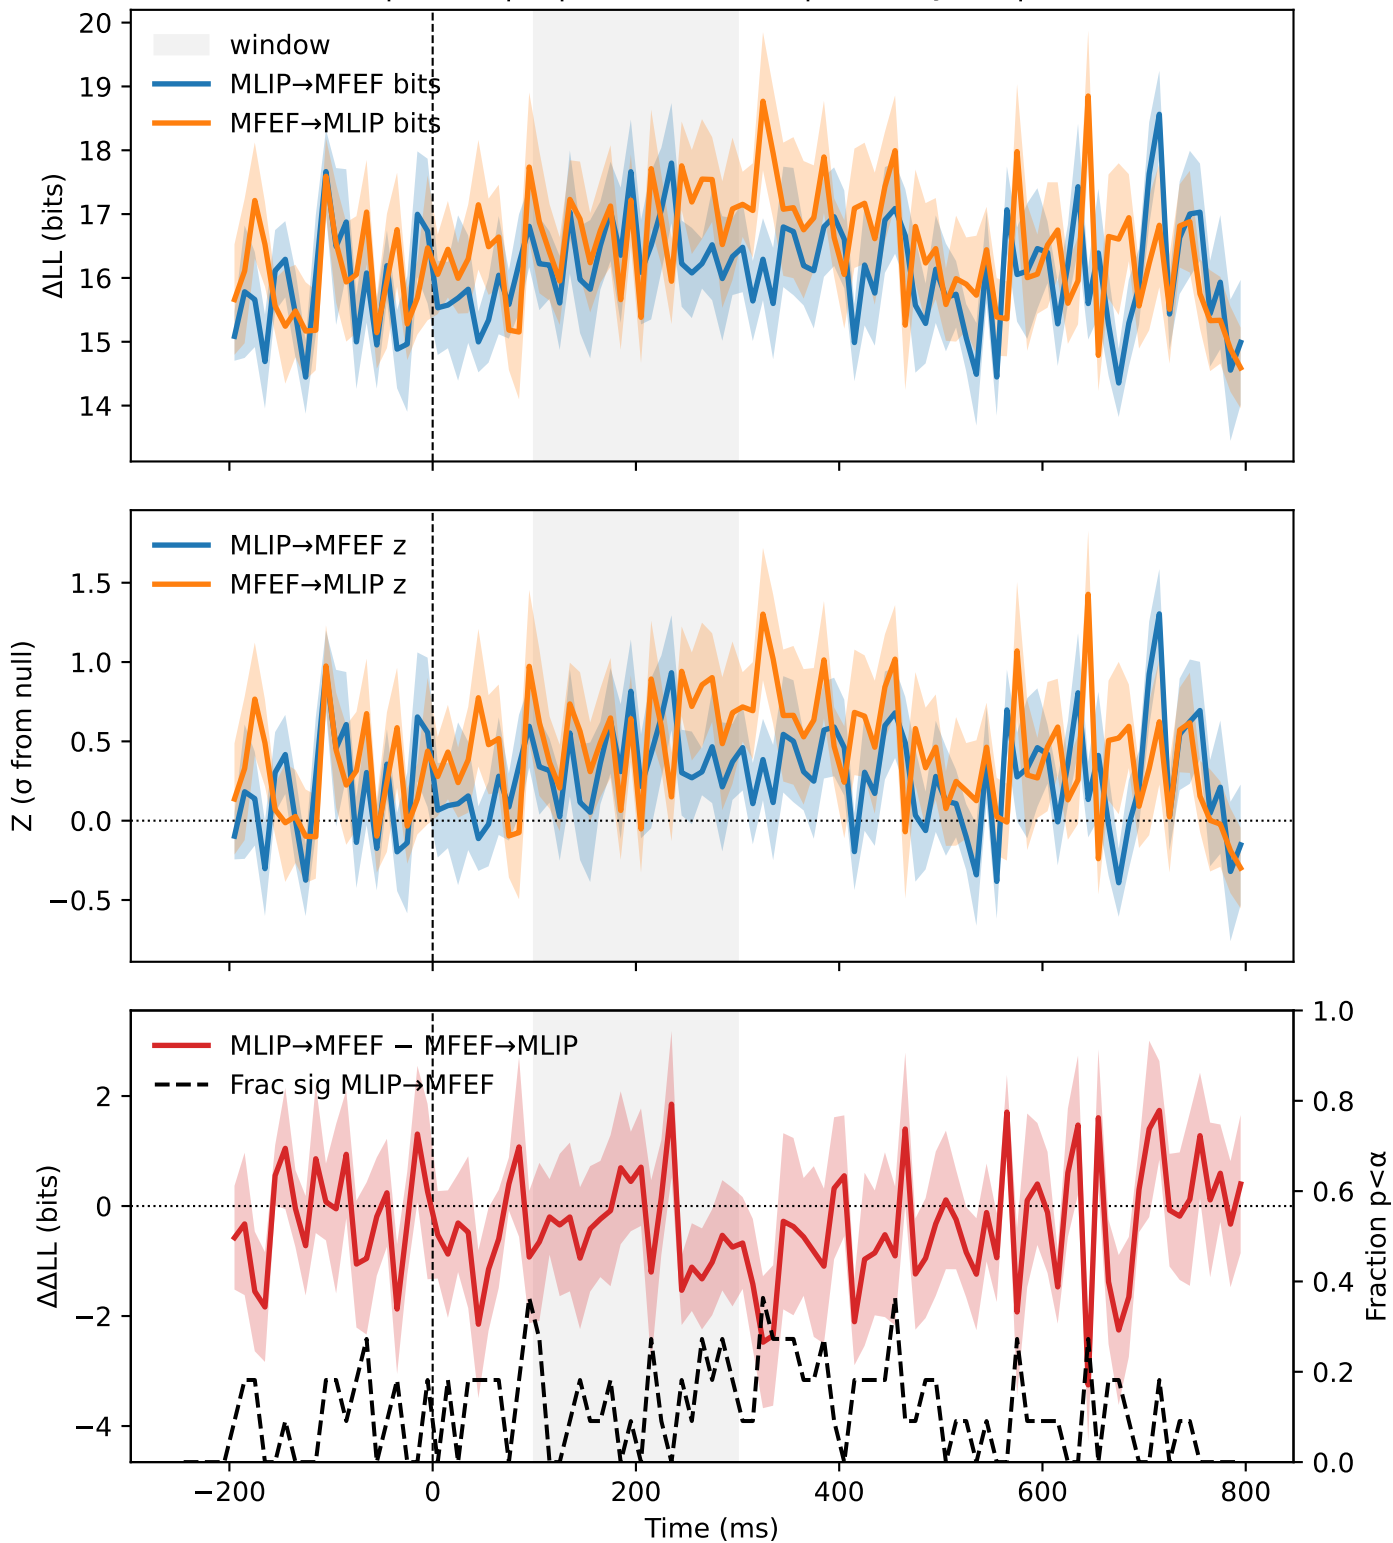 20
19
18
17
16
15
14
ΔLL (bits)
window
MLIP→MFEF bits
MFEF→MLIP bits
1.5
1.0
0.5
0.0
−0.5
Z (σ from null)
MLIP→MFEF z
MFEF→MLIP z
2
0
−2
−4
ΔΔLL (bits)
MLIP→MFEF − MFEF→MLIP
Frac sig MLIP→MFEF
1.0
0.8
0.6
0.4
0.2
0.0
Fraction p<α
−200
0
200
400
600
800
Time (ms)